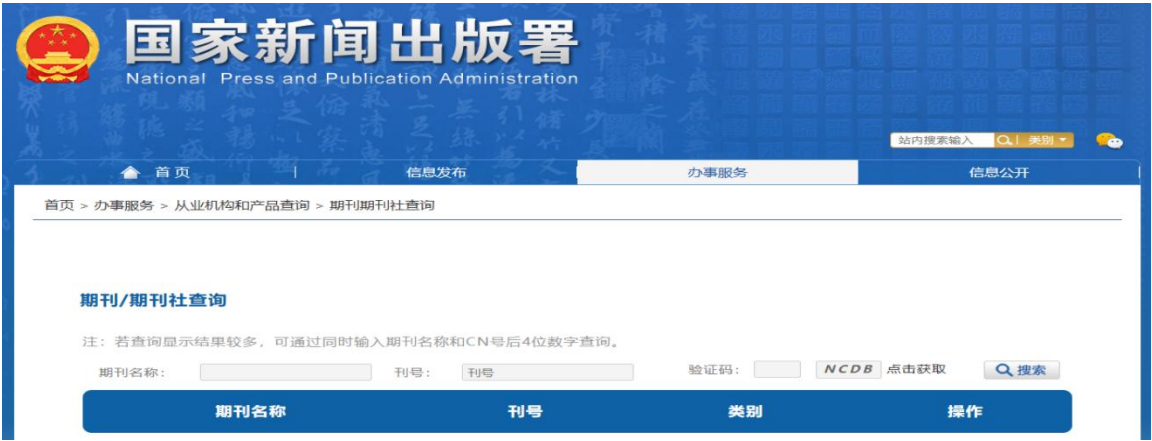 国家新闻出版署
National Press and Publication Administration
站内搜素输入 类别
首页 信息发布 办事服务 信息公开
首页 > 办事服务 > 从业机构和产品查询 > 期刊期刊社查询
期刊/期刊社查询
注：若查询显示结果较多，可通过同时输入期刊名称和CN号后4位数字查询。
期刊名称： 刊号： 刊号 验证码： NCDB 点击获取 搜索
期刊名称 刊号 类别 操作